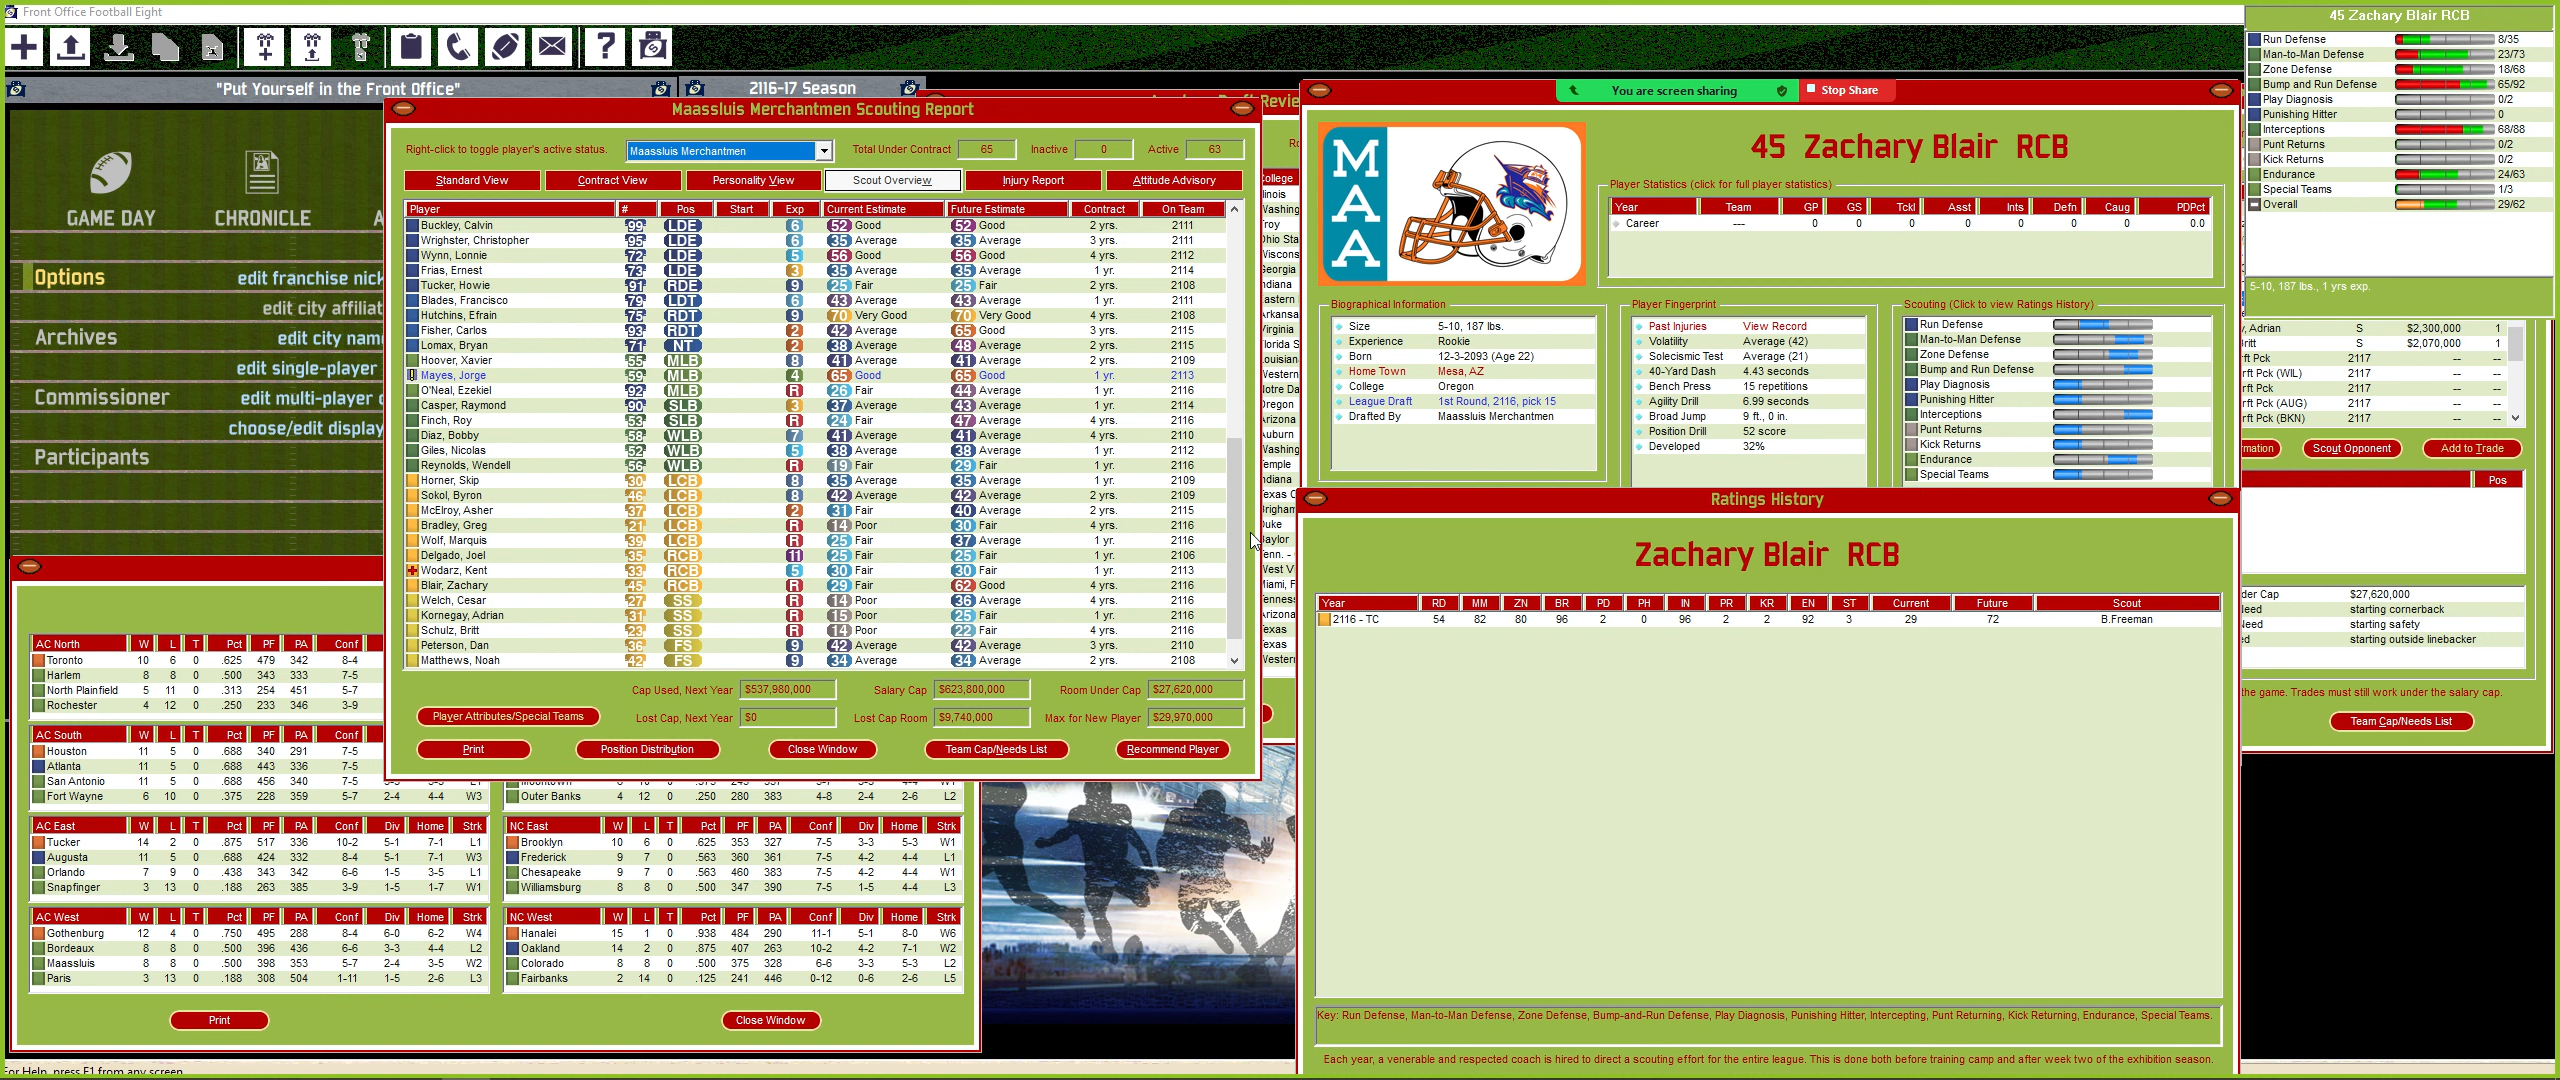 Front Office Football Eight
"Put Yourself in the Front Office"
2116-17 Season
GAME DAY
CHRONICLE
Options
edit franchise nick
edit city affiliat
Archives
edit city nam
edit single-player
Commissioner
edit multi-player
choose/edit display
Participants
Maassluis Merchantmen Scouting Report
Right-click to toggle player's active status.
Maassluis Merchantmen
Total Under Contract 65 Inactive 0 Active 63
Standard View Contract View Personality View Scout Overview Injury Report Attitude Advisory
Player # Pos Start Exp Current Estimate Future Estimate Contract On Team
Buckley, Calvin 99 LDE 6 52 Good 52 Good 2 yrs. 2111
Wrighster, Christopher 95 LDE 6 35 Average 35 Average 3 yrs. 2111
Wynn, Lonnie 72 LDE 5 56 Good 56 Good 4 yrs. 2112
Frias, Ernest 73 LDE 3 35 Average 35 Average 1 yr. 2114
Tucker, Howie 91 RDE 9 25 Fair 25 Fair 2 yrs. 2108
Blades, Francisco 79 LDT 6 43 Average 43 Average 1 yr. 2111
Hutchins, Efrain 75 RDT 9 70 Very Good 70 Very Good 4 yrs. 2108
Fisher, Carlos 93 RDT 2 42 Average 65 Good 3 yrs. 2115
Lomax, Bryan 71 NT 2 38 Average 48 Average 2 yrs. 2115
Hoover, Xavier 55 MLB 8 41 Average 41 Average 2 yrs. 2109
Mayes, Jorge 59 MLB 4 65 Good 65 Good 1 yr. 2113
O'Neal, Ezekiel 92 MLB R 26 Fair 44 Average 4 yrs. 2116
Casper, Raymond 90 SLB 3 37 Average 43 Average 1 yr. 2114
Finch, Roy 53 SLB R 24 Fair 47 Average 4 yrs. 2116
Diaz, Bobby 58 WLB 7 41 Average 41 Average 2 yrs. 2110
Giles, Nicolas 52 WLB 5 38 Average 38 Average 1 yr. 2112
Reynolds, Wendell 56 WLB R 19 Fair 29 Fair 1 yr. 2116
Horner, Skip 30 LCB 8 35 Average 35 Average 1 yr. 2109
Sokol, Byron 46 LCB 8 42 Average 42 Average 2 yrs. 2109
McElroy, Asher 37 LCB 2 31 Fair 40 Average 2 yrs. 2115
Bradley, Greg 21 LCB R 14 Poor 30 Fair 4 yrs. 2116
Wolf, Marquis 39 LCB R 25 Fair 37 Average 1 yr. 2116
Delgado, Joel 35 RCB 11 25 Fair 25 Fair 1 yr. 2106
Wodarz, Kent 33 RCB 5 30 Fair 30 Fair 1 yr. 2113
Blair, Zachary 45 RCB R 29 Fair 62 Good 4 yrs. 2116
Welch, Cesar 27 SS R 14 Poor 36 Average 4 yrs. 2116
Kornegay, Adrian 31 SS R 15 Poor 25 Fair 1 yr. 2116
Schulz, Britt 23 SS R 14 Poor 22 Fair 4 yrs. 2116
Peterson, Dan 36 FS 9 42 Average 42 Average 3 yrs. 2110
Matthews, Noah 42 FS 9 34 Average 34 Average 2 yrs. 2108
Cap Used, Next Year $537,980,000 Salary Cap $623,800,000 Room Under Cap $27,620,000
Player Attributes/Special Teams Lost Cap, Next Year $0 Lost Cap Room $9,740,000 Max for New Player $29,970,000
Print Position Distribution Close Window Team Cap/Needs List Recommend Player
AC North W L T Pct PF PA Conf
Toronto 10 6 0 .625 479 342 8-4
Harlem 8 8 0 .500 343 333 7-5
North Plainfield 5 11 0 .313 254 451 5-7
Rochester 4 12 0 .250 233 346 3-9
AC South W L T Pct PF PA Conf
Houston 11 5 0 .688 340 291 7-5
Atlanta 11 5 0 .688 443 336 7-5
San Antonio 11 5 0 .688 456 340 7-5
Fort Wayne 6 10 0 .375 228 359 5-7 2-4 4-4 W3
Outer Banks 4 12 0 .250 280 383 4-8 2-4 2-6 L2
AC East W L T Pct PF PA Conf Div Home Strk
Tucker 14 2 0 .875 517 336 10-2 5-1 7-1 L1
Augusta 11 5 0 .688 424 332 8-4 5-1 7-1 W3
Orlando 7 9 0 .438 343 342 6-6 1-5 3-5 L1
Snapfinger 3 13 0 .188 263 385 3-9 1-5 1-7 W1
NC East W L T Pct PF PA Conf Div Home Strk
Brooklyn 10 6 0 .625 353 327 7-5 3-3 5-3 W1
Frederick 9 7 0 .563 360 361 7-5 4-2 4-4 L1
Chesapeake 9 7 0 .563 460 383 7-5 4-2 4-4 W1
Williamsburg 8 8 0 .500 347 390 7-5 1-5 4-4 L3
AC West W L T Pct PF PA Conf Div Home Strk
Gothenburg 12 4 0 .750 495 288 8-4 6-0 6-2 W4
Bordeaux 8 8 0 .500 396 436 6-6 3-3 4-4 L2
Maassluis 8 8 0 .500 398 353 5-7 2-4 3-5 W2
Paris 3 13 0 .188 308 504 1-11 1-5 2-6 L3
NC West W L T Pct PF PA Conf Div Home Strk
Hanalei 15 1 0 .938 484 290 11-1 5-1 8-0 W6
Oakland 14 2 0 .875 407 263 10-2 4-2 7-1 W2
Colorado 8 8 0 .500 375 328 6-6 3-3 5-3 L2
Fairbanks 2 14 0 .125 241 446 0-12 0-6 2-6 L5
Print Close Window
For Help, press F1 from any screen
You are screen sharing Stop Share
MAA
45 Zachary Blair RCB
Player Statistics (click for full player statistics)
Year Team GP GS Tckl Asst Ints Defn Caug PDPct
Career --- 0 0 0 0 0 0 0 0.0
Biographical Information
Size 5-10, 187 lbs.
Experience Rookie
Born 12-3-2093 (Age 22)
Home Town Mesa, AZ
College Oregon
League Draft 1st Round, 2116, pick 15
Drafted By Maassluis Merchantmen
Player Fingerprint
Past Injuries View Record
Volatility Average (42)
Solecismic Test Average (21)
40-Yard Dash 4.43 seconds
Bench Press 15 repetitions
Agility Drill 6.99 seconds
Broad Jump 9 ft., 0 in.
Position Drill 52 score
Developed 32%
Scouting (Click to view Ratings History)
Run Defense
Man-to-Man Defense
Zone Defense
Bump and Run Defense
Play Diagnosis
Punishing Hitter
Interceptions
Punt Returns
Kick Returns
Endurance
Special Teams
Ratings History
Zachary Blair RCB
Year RD MM ZN BR PD PH IN PR KR EN ST Current Future Scout
2116 - TC 54 82 80 96 2 0 96 2 2 92 3 29 72 B.Freeman
Key: Run Defense, Man-to-Man Defense, Zone Defense, Bump-and-Run Defense, Play Diagnosis, Punishing Hitter, Intercepting, Punt Returning, Kick Returning, Endurance, Special Teams.
Each year, a venerable and respected coach is hired to direct a scouting effort for the entire league. This is done both before training camp and after week two of the exhibition season.
45 Zachary Blair RCB
Run Defense 8/35
Man-to-Man Defense 23/73
Zone Defense 18/68
Bump and Run Defense 65/92
Play Diagnosis 0/2
Punishing Hitter 0
Interceptions 68/88
Punt Returns 0/2
Kick Returns 0/2
Endurance 24/63
Special Teams 1/3
Overall 29/62
5-10, 187 lbs., 1 yrs exp.
, Adrian S $2,300,000 1
ritt S $2,070,000 1
rft Pck 2117 -- --
rft Pck (WIL) 2117 -- --
rft Pck 2117 -- --
rft Pck (AUG) 2117 -- --
rft Pck (BKN) 2117 -- --
mation Scout Opponent Add to Trade
Pos
der Cap $27,620,000
Need starting cornerback
Need starting safety
ed starting outside linebacker
the game. Trades must still work under the salary cap.
Team Cap/Needs List